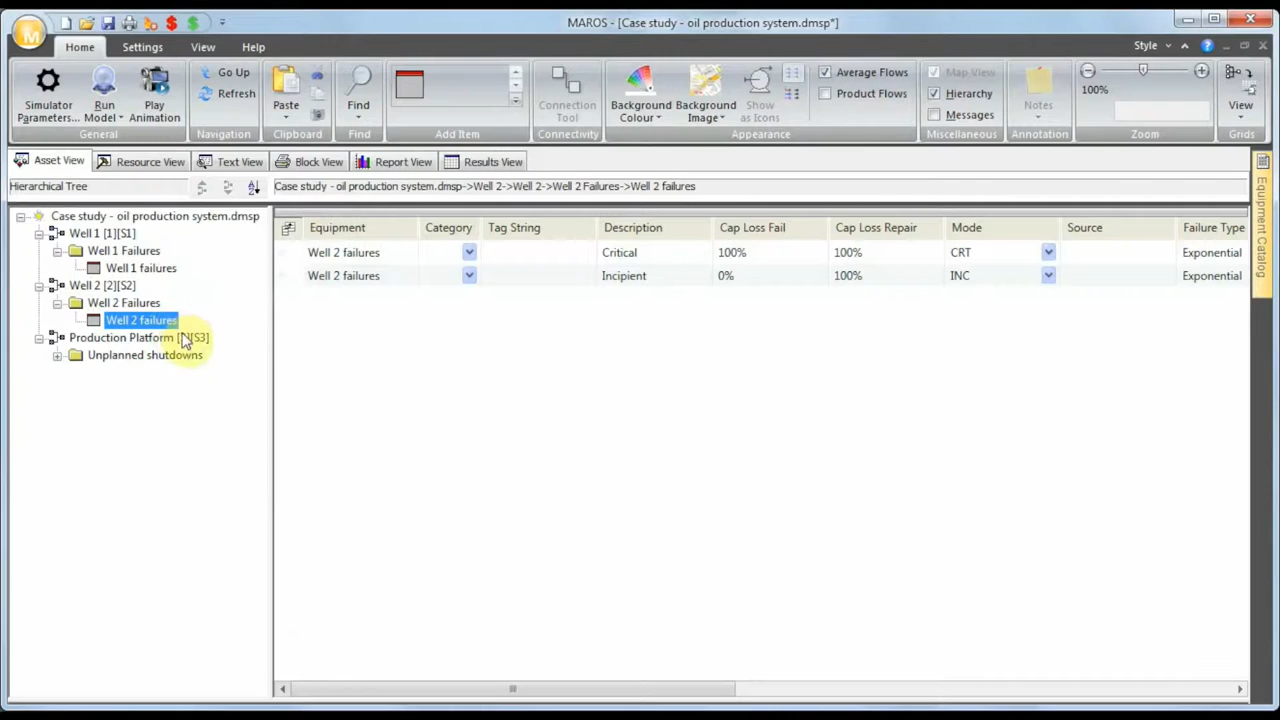 MAROS - [Case study - oil production system.dmsp*]
Home Settings View Help Style
Simulator Parameters... Run Model Play Animation Go Up Refresh Paste Find Connection Tool Background Colour Background Image Show as Icons Average Flows Product Flows Map View Hierarchy Messages Notes 100% View
General Navigation Clipboard Find Add Item Connectivity Appearance Miscellaneous Annotation Zoom Grids
Asset View Resource View Text View Block View Report View Results View
Hierarchical Tree Case study - oil production system.dmsp->Well 2->Well 2->Well 2 Failures->Well 2 failures
Case study - oil production system.dmsp
Well 1 [1][S1]
Well 1 Failures
Well 1 failures
Well 2 [2][S2]
Well 2 Failures
Well 2 failures
Production Platform [S3]
Unplanned shutdowns
Equipment Category Tag String Description Cap Loss Fail Cap Loss Repair Mode Source Failure Type
Well 2 failures Critical 100% 100% CRT Exponential
Well 2 failures Incipient 0% 100% INC Exponential
Equipment Catalog